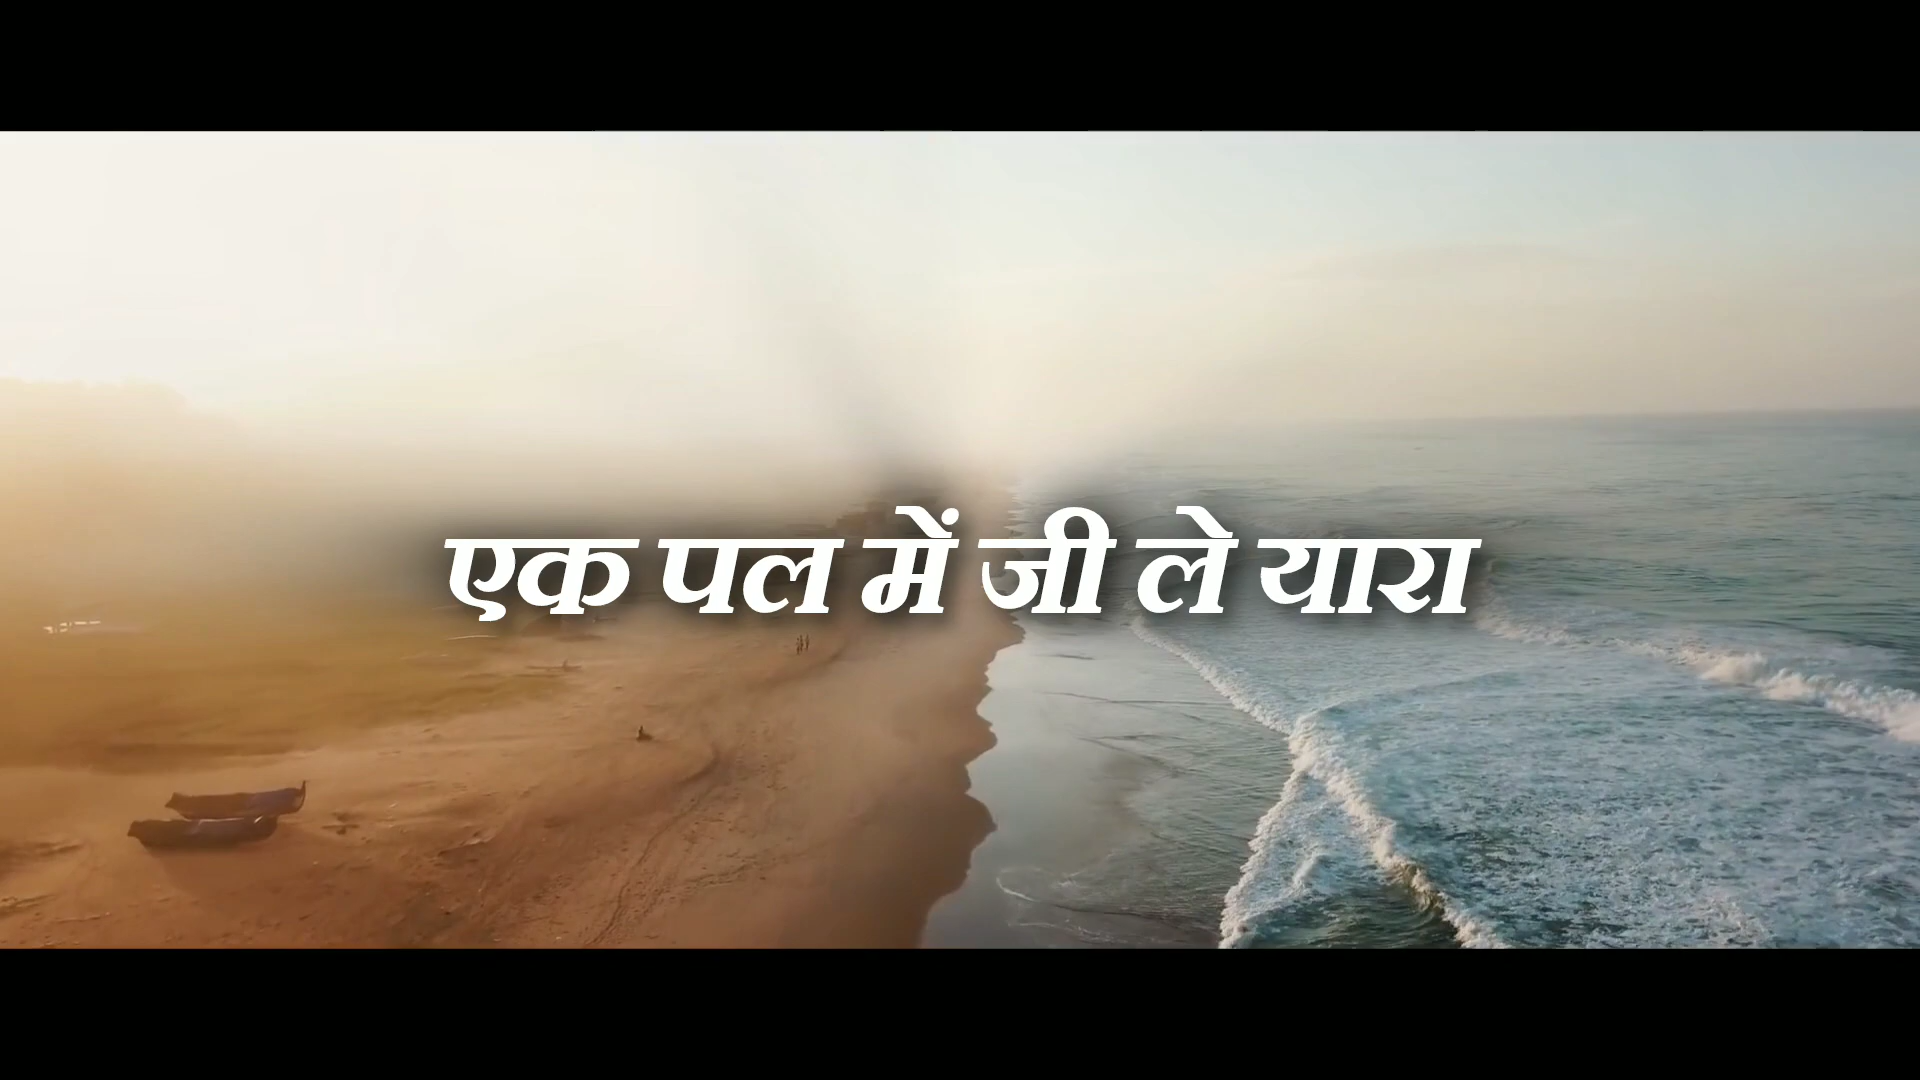 एक पल में जी ले यारा